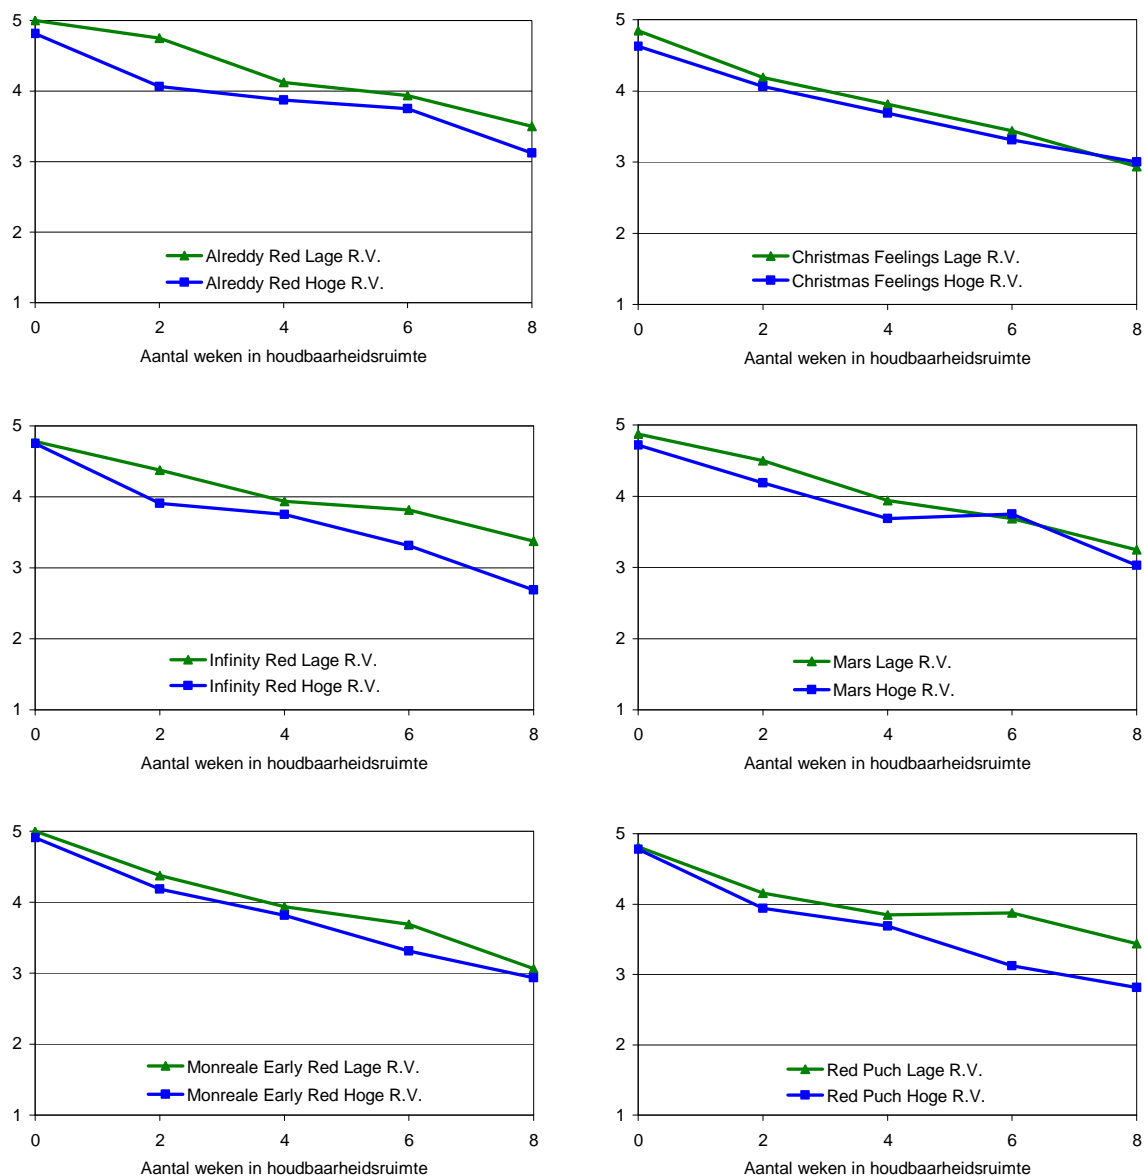 5
4
3
2
1
Alreddy Red Lage R.V.
Alreddy Red Hoge R.V.
0 2 4 6 8
Aantal weken in houdbaarheidsruimte
5
4
3
2
1
Christmas Feelings Lage R.V.
Christmas Feelings Hoge R.V.
0 2 4 6 8
Aantal weken in houdbaarheidsruimte
5
4
3
2
1
Infinity Red Lage R.V.
Infinity Red Hoge R.V.
0 2 4 6 8
Aantal weken in houdbaarheidsruimte
5
4
3
2
1
Mars Lage R.V.
Mars Hoge R.V.
0 2 4 6 8
Aantal weken in houdbaarheidsruimte
5
4
3
2
1
Monreale Early Red Lage R.V.
Monreale Early Red Hoge R.V.
0 2 4 6 8
Aantal weken in houdbaarheidsruimte
5
4
3
2
1
Red Puch Lage R.V.
Red Puch Hoge R.V.
0 2 4 6 8
Aantal weken in houdbaarheidsruimte